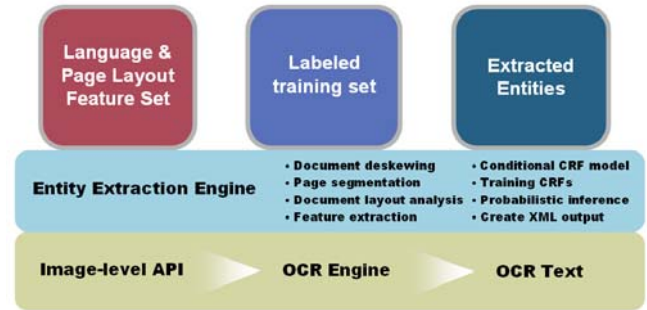 Language &
Page Layout
Feature Set
Labeled
training set
Extracted
Entities
Entity Extraction Engine
• Document deskewing
• Page segmentation
• Document layout analysis
• Feature extraction
• Conditional CRF model
• Training CRFs
• Probabilistic inference
• Create XML output
Image-level API
OCR Engine
OCR Text